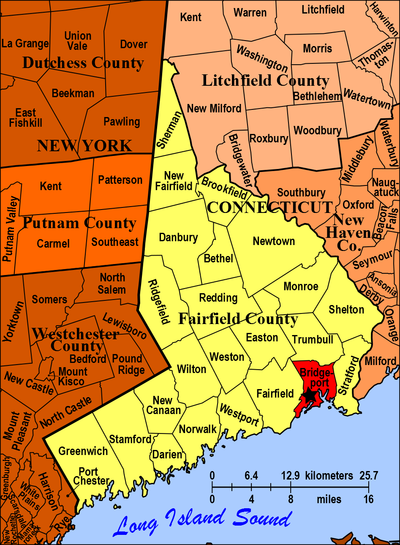 Kent
Warren
Litchfield
Harwinton
La Grange
Union
Vale
Dover
Washington
Morris
Thomas-
ton
Dutchess County
Litchfield County
Beekman
Bethlehem
Watertown
East
Fishkill
Pawling
New Milford
Sherman
Roxbury
Woodbury
Waterbury
NEW YORK
Bridgewater
Middlebury
Kent
Patterson
New
Fairfield
Brookfield
Southbury
Naug-
atuck
Putnam Valley
Putnam County
CONNECTICUT
Oxford
Beacon
Falls
Carmel
Southeast
Danbury
Newtown
New
Haven
Co.
Bethel
Seymour
North
Salem
Ridgefield
Monroe
Ansonia
Derby
Yorktown
Somers
Redding
Shelton
Orange
Lewisboro
Fairfield County
Westchester
County
Easton
Trumbull
Bedford
Pound
Ridge
Weston
Milford
Mount
Kisco
Wilton
Bridge
port
Stratford
New Castle
North Castle
New
Canaan
Fairfield
Westport
Mount
Pleasant
Norwalk
Greenwich
Stamford
Darien
Port
Chester
Greenburgh
Harrison
White
Plains
Rye
0 6.4 12.9 kilometers 25.7
0 4 8 miles 16
Long Island Sound